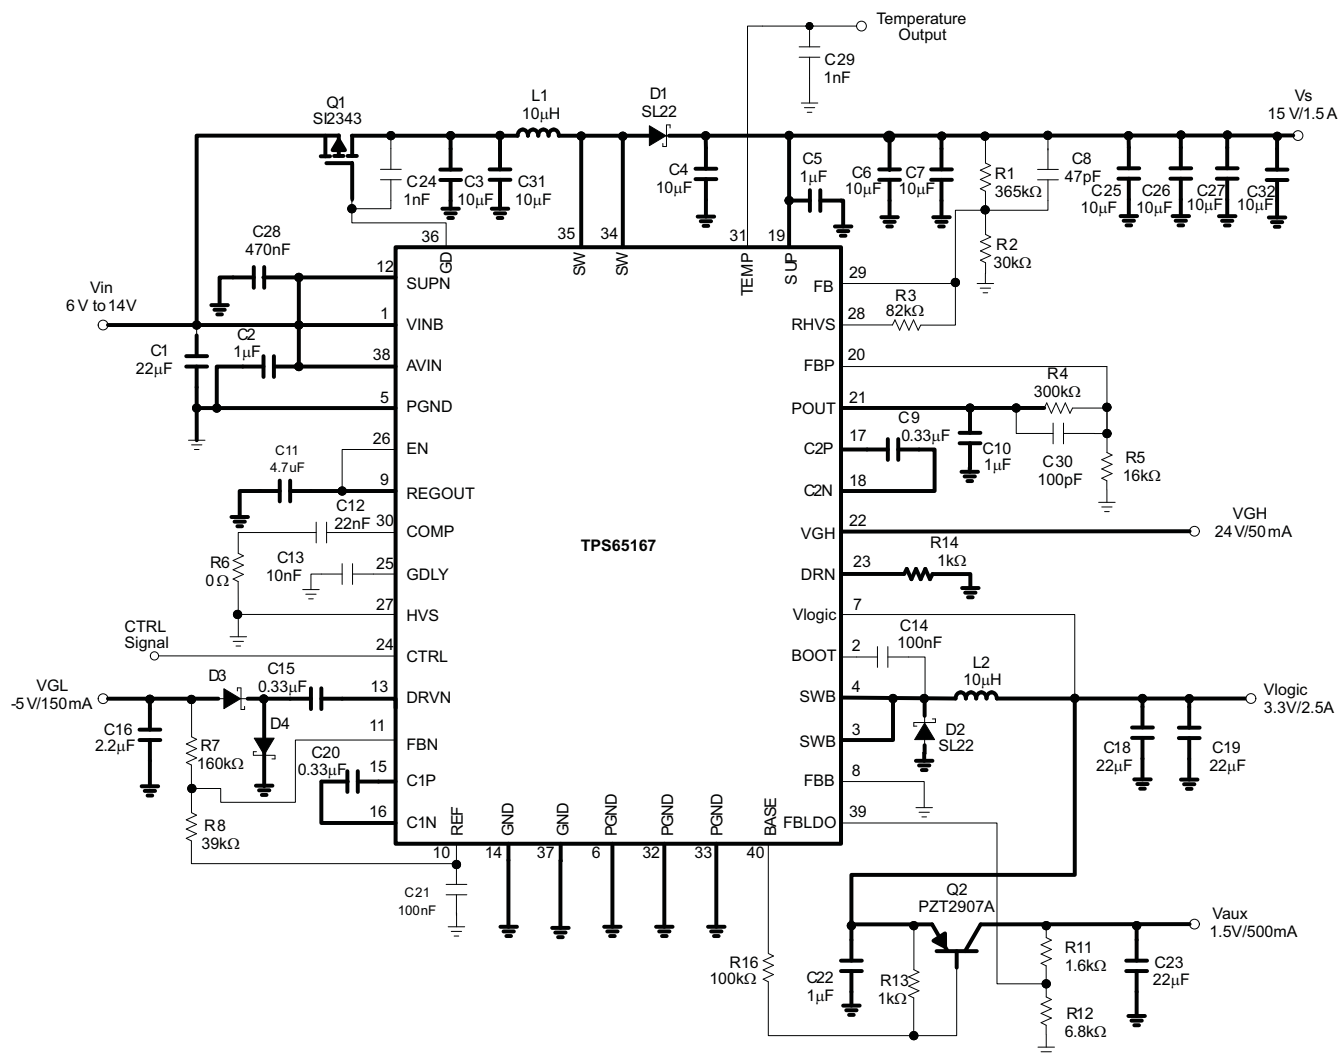 Temperature
Output
C29
1nF
Q1
SI2343
L1
10µH
D1
SL22
Vs
15 V/1.5 A
C24
1nF
C3
10µF
C31
10µF
C4
10µF
C5
1µF
C6
10µF
C7
10µF
R1
365kΩ
C8
47pF
C25
10µF
C26
10µF
C27
10µF
C32
10µF
R2
30kΩ
C28
470nF
36
35
34
31
19
GD
SW
SW
TEMP
SUP
Vin
6 V to 14V
12
SUPN
1
VINB
C2
1µF
C1
22µF
38
AVIN
5
PGND
26
EN
C11
4.7uF
9
REGOUT
C12
22nF
30
COMP
R6
0 Ω
C13
10nF
25
GDLY
27
HVS
CTRL
Signal
24
CTRL
VGL
-5 V/150mA
D3
C15
0.33µF
13
DRVN
C16
2.2µF
R7
160kΩ
D4
11
FBN
C20
0.33µF
15
C1P
16
C1N
R8
39kΩ
TPS65167
FB
29
RHVS
28
R3
82kΩ
FBP
20
R4
300kΩ
POUT
21
C9
0.33µF
C2P
17
C10
1µF
C30
100pF
R5
16kΩ
C2N
18
VGH
22
VGH
24 V/50 mA
DRN
23
R14
1kΩ
Vlogic
7
C14
100nF
BOOT
2
L2
10µH
SWB
4
Vlogic
3.3V/2.5A
D2
SL22
SWB
3
C18
22µF
C19
22µF
FBB
8
FBLDO
39
REF
GND
GND
PGND
PGND
PGND
BASE
10
14
37
6
32
33
40
C21
100nF
Q2
PZT2907A
Vaux
1.5V/500mA
R16
100kΩ
C22
1µF
R13
1kΩ
R11
1.6kΩ
C23
22µF
R12
6.8kΩ